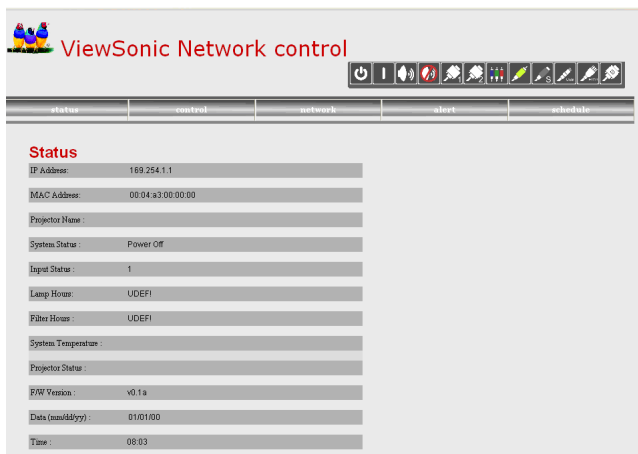 ViewSonic Network control
status control network alert schedule
Status
IP Address: 169.254.1.1
MAC Address: 00:04:a3:00:00:00
Projector Name :
System Status : Power Off
Input Status : 1
Lamp Hours: UDEF!
Filter Hours : UDEF!
System Temperature :
Projector Status :
F/W Version : v0.1a
Data (mm/dd/yy) : 01/01/00
Time : 08:03